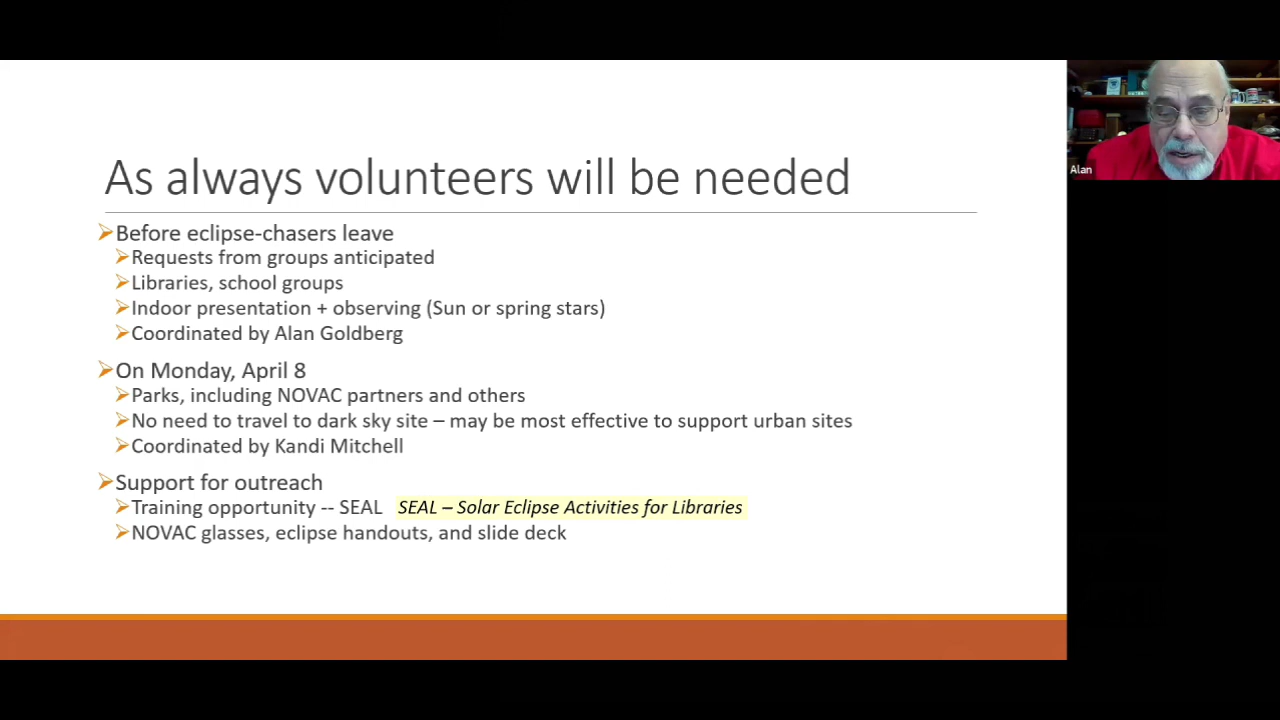 As always volunteers will be needed
Before eclipse-chasers leave
Requests from groups anticipated
Libraries, school groups
Indoor presentation + observing (Sun or spring stars)
Coordinated by Alan Goldberg
On Monday, April 8
Parks, including NOVAC partners and others
No need to travel to dark sky site – may be most effective to support urban sites
Coordinated by Kandi Mitchell
Support for outreach
Training opportunity -- SEAL SEAL – Solar Eclipse Activities for Libraries
NOVAC glasses, eclipse handouts, and slide deck
Alan